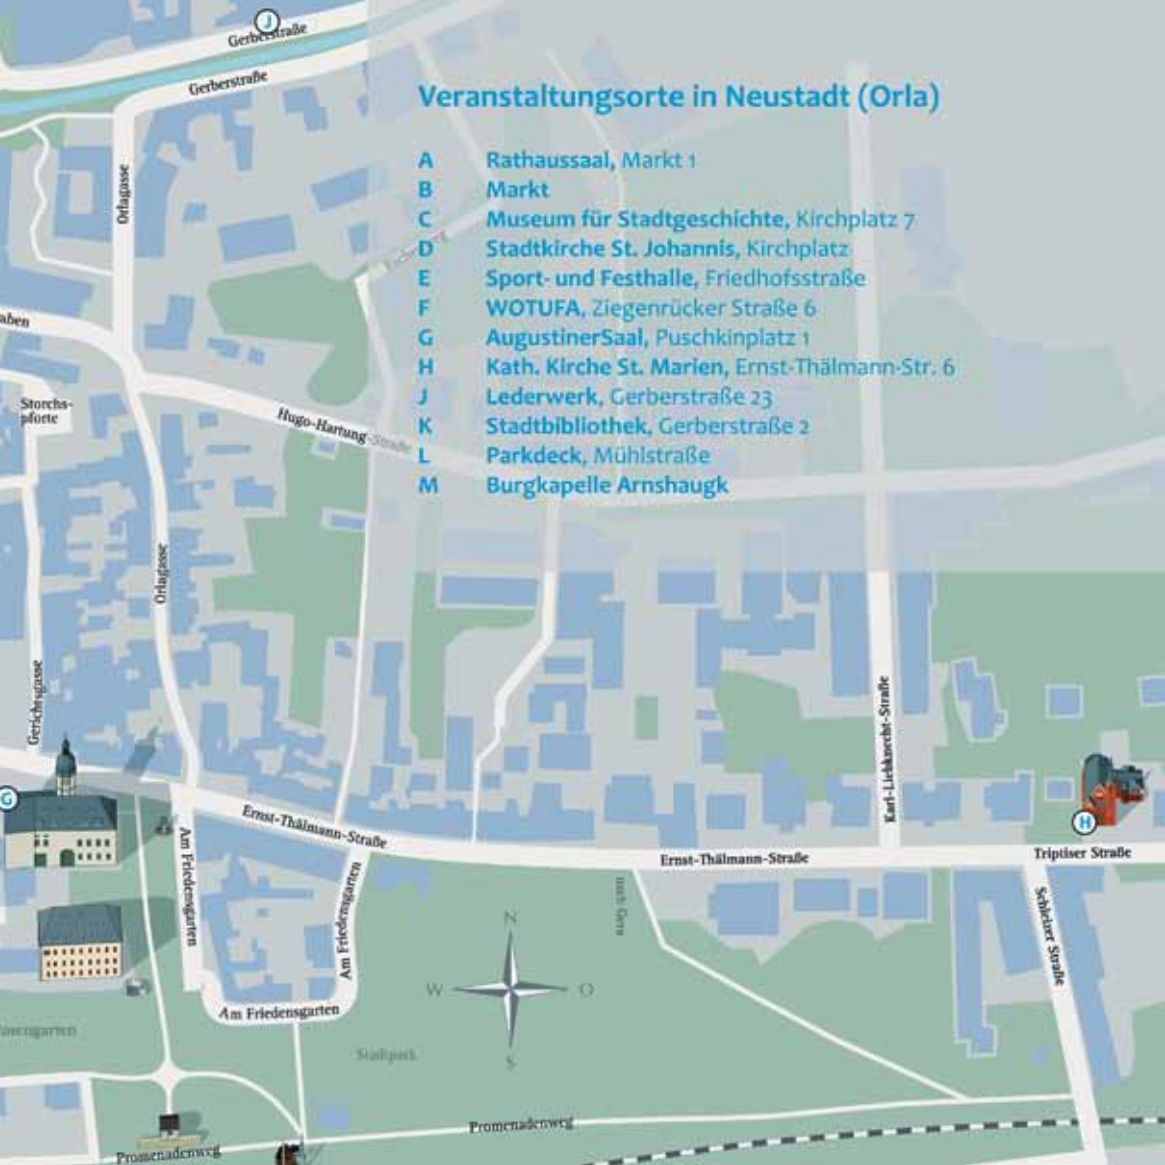 J
Gerberstraße
Gerberstraße
Veranstaltungsorte in Neustadt (Orla)
A Rathaussaal, Markt 1
B Markt
C Museum für Stadtgeschichte, Kirchplatz 7
D Stadtkirche St. Johannis, Kirchplatz
E Sport- und Festhalle, Friedhofsstraße
F WOTUFA, Ziegenrücker Straße 6
G AugustinerSaal, Puschkinplatz 1
H Kath. Kirche St. Marien, Ernst-Thälmann-Str. 6
J Lederwerk, Gerberstraße 23
K Stadtbibliothek, Gerberstraße 2
L Parkdeck, Mühlstraße
M Burgkapelle Arnshaugk
Orlagasse
aben
Storchs-
pforte
Hugo-Hartung-Straße
Orlagasse
Gerichtsgasse
Karl-Liebknecht-Straße
G
H
Ernst-Thälmann-Straße
Ernst-Thälmann-Straße
Triptiser Straße
Am Friedensgarten
Am Friedensgarten
nach Gera
Schleizer Straße
N
W
O
S
Am Friedensgarten
osengarten
Stadtpark
Promenadenweg
Promenadenweg